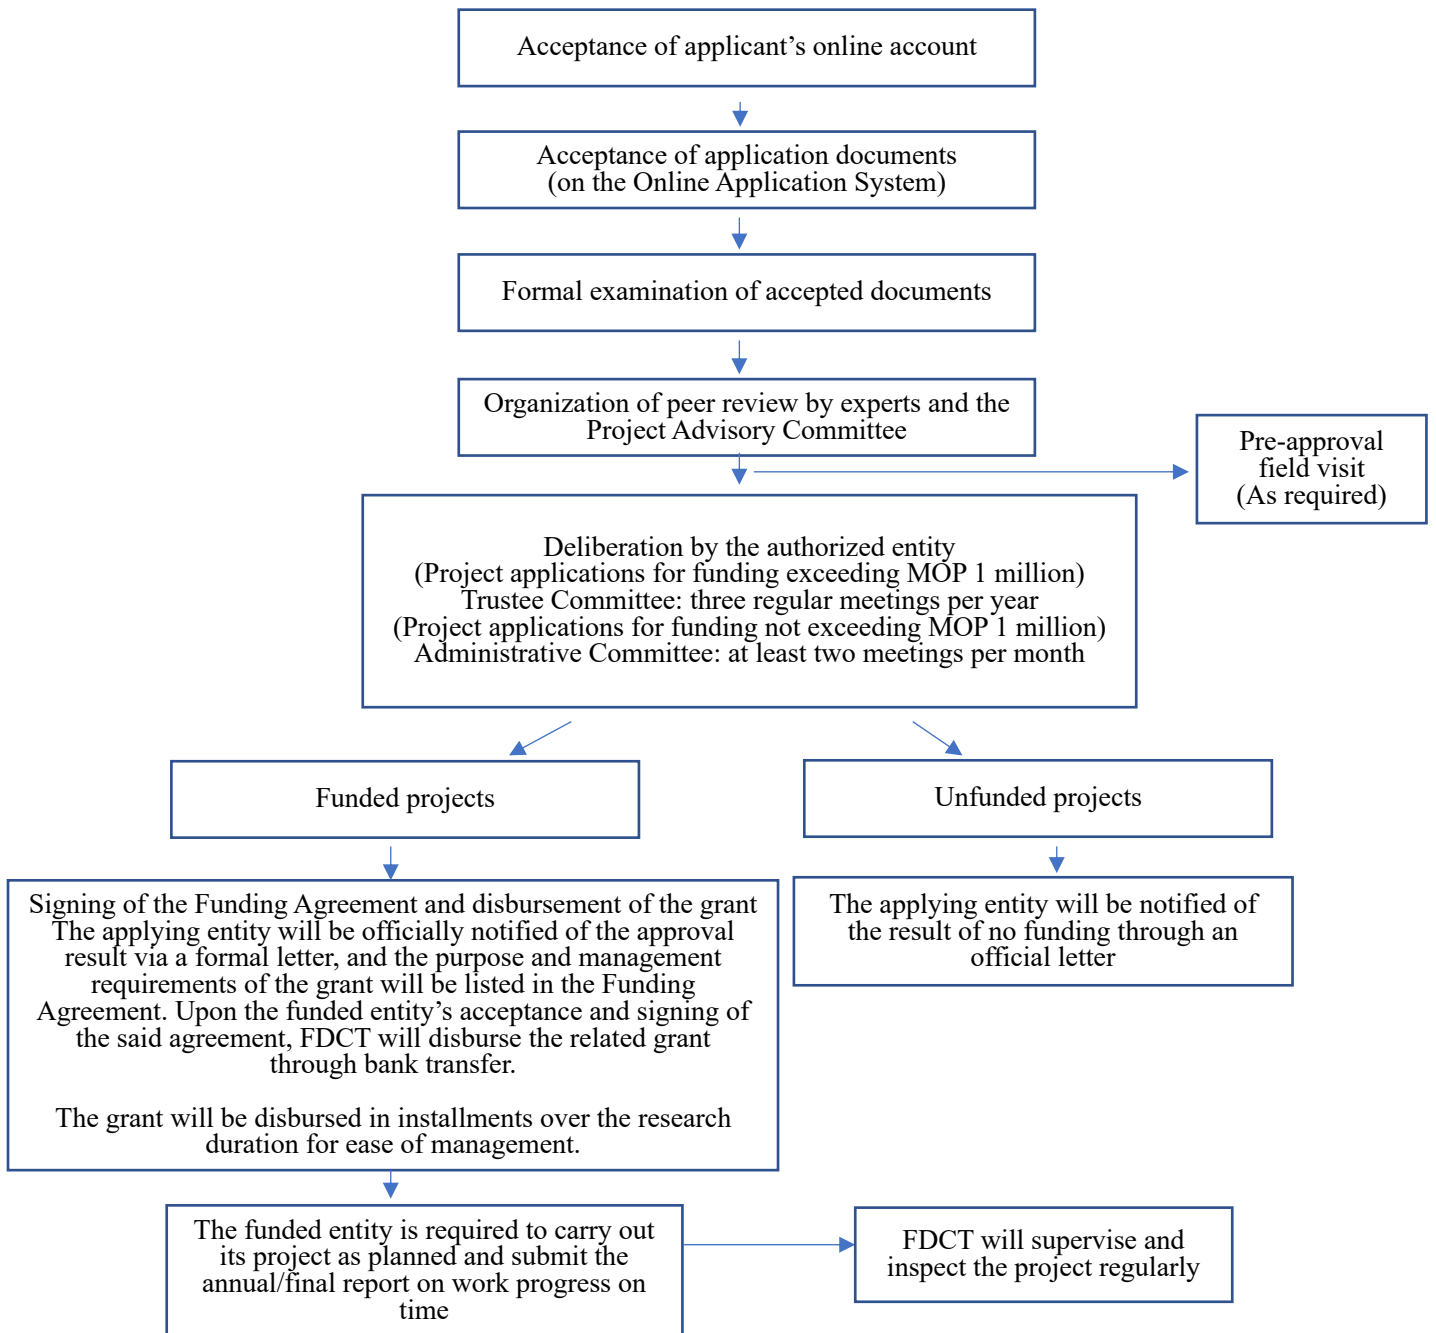 Acceptance of applicant’s online account
Acceptance of application documents
(on the Online Application System)
Formal examination of accepted documents
Organization of peer review by experts and the
Project Advisory Committee
Pre-approval
field visit
(As required)
Deliberation by the authorized entity
(Project applications for funding exceeding MOP 1 million)
Trustee Committee: three regular meetings per year
(Project applications for funding not exceeding MOP 1 million)
Administrative Committee: at least two meetings per month
Funded projects
Unfunded projects
Signing of the Funding Agreement and disbursement of the grant
The applying entity will be officially notified of the approval
result via a formal letter, and the purpose and management
requirements of the grant will be listed in the Funding
Agreement. Upon the funded entity’s acceptance and signing of
the said agreement, FDCT will disburse the related grant
through bank transfer.
The grant will be disbursed in installments over the research
duration for ease of management.
The applying entity will be notified of
the result of no funding through an
official letter
The funded entity is required to carry out
its project as planned and submit the
annual/final report on work progress on
time
FDCT will supervise and
inspect the project regularly